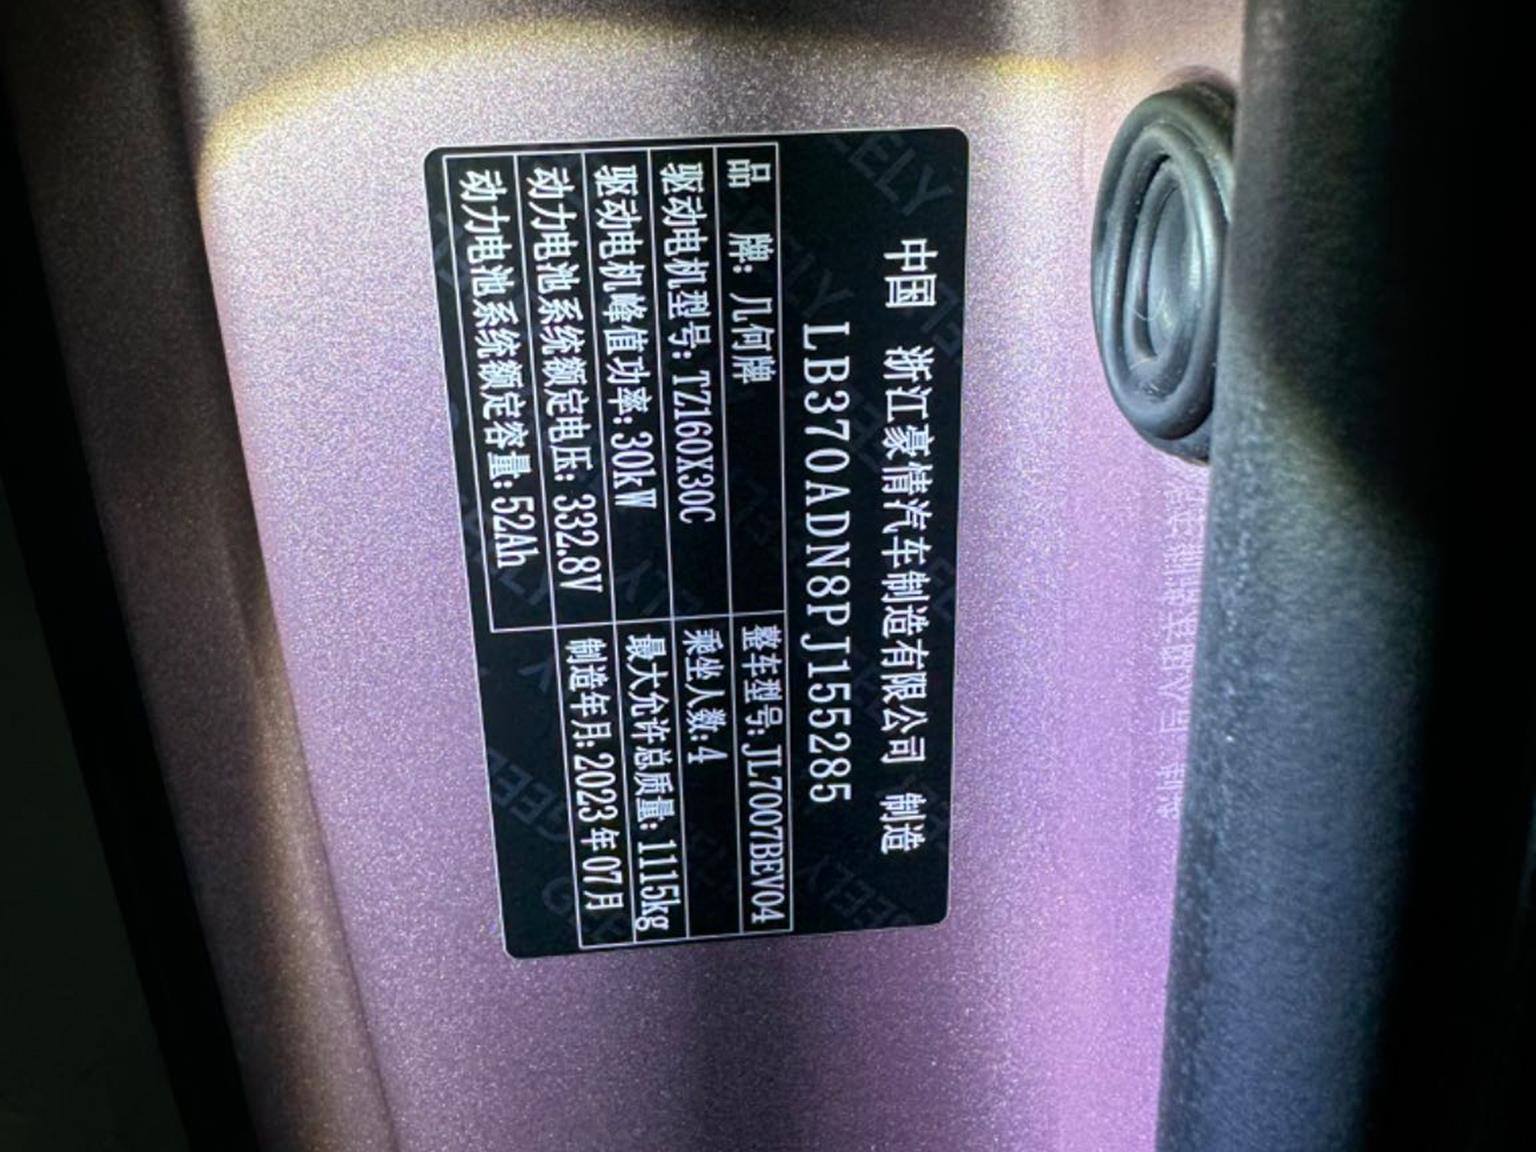 中国 浙江豪情汽车制造有限公司 制造
LB370ADN8PJ155285
品 牌: 几何牌 整车型号: JL7007BEV04
驱动电机型号: TZ160X30C 乘坐人数: 4
驱动电机峰值功率: 30kW 最大允许总质量: 1115kg
动力电池系统额定电压: 332.8V 制造年月: 2023年07月
动力电池系统额定容量: 52Ah